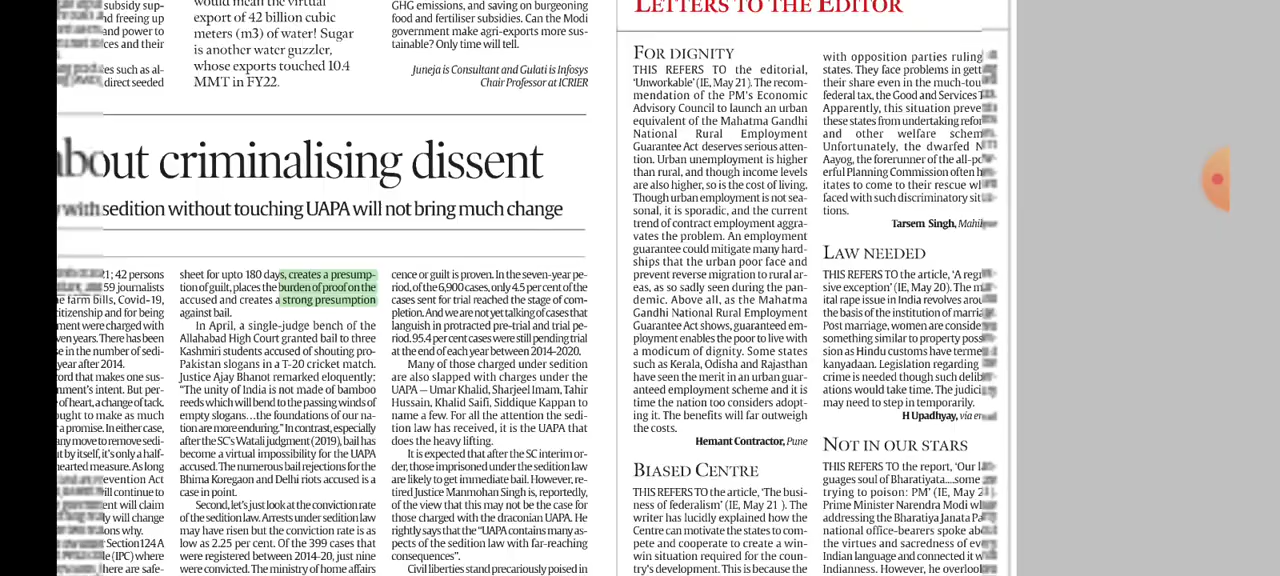 subsidy sup-
nd freeing up
nd power to
ces and their
es such as al-
direct seeded
would mean the virtual
export of 42 billion cubic
meters (m3) of water! Sugar
is another water guzzler,
whose exports touched 10.4
MMT in FY22.
GHG emissions, and saving on burgeoning
food and fertiliser subsidies. Can the Modi
government make agri-exports more sus-
tainable? Only time will tell.
Juneja is Consultant and Gulati is Infosys
Chair Professor at ICRIER
about criminalising dissent
with sedition without touching UAPA will not bring much change
21; 42 persons
59 journalists
he farm bills, Covid-19,
citizenship and for being
ment were charged with
ven years. There has been
se in the number of sedi-
year after 2014.
ord that makes one sus-
nment's intent. But per-
e of heart, a change of tack.
ought to make as much
a promise. In either case,
any move to remove sedi-
ut by itself, it's only a half-
hearted measure. As long
revention Act
ill continue to
ment will claim
ly will change
ons why.
Section 124 A
le (IPC) where
here are safe-
sheet for upto 180 days, creates a presump-
tion of guilt, places the burden of proof on the
accused and creates a strong presumption
against bail.
In April, a single-judge bench of the
Allahabad High Court granted bail to three
Kashmiri students accused of shouting pro-
Pakistan slogans in a T-20 cricket match.
Justice Ajay Bhanot remarked eloquently:
"The unity of India is not made of bamboo
reeds which will bend to the passing winds of
empty slogans...the foundations of our na-
tion are more enduring." In contrast, especially
after the SC's Watali judgment (2019), bail has
become a virtual impossibility for the UAPA
accused. The numerous bail rejections for the
Bhima Koregaon and Delhi riots accused is a
case in point.
Second, let's just look at the conviction rate
of the sedition law. Arrests under sedition law
may have risen but the conviction rate is as
low as 2.25 per cent. Of the 399 cases that
were registered between 2014-20, just nine
were convicted. The ministry of home affairs
cence or guilt is proven. In the seven-year pe-
riod, of the 6,900 cases, only 4.5 per cent of the
cases sent for trial reached the stage of com-
pletion. And we are not yet talking of cases that
languish in protracted pre-trial and trial pe-
riod. 95.4 per cent cases were still pending trial
at the end of each year between 2014-2020.
Many of those charged under sedition
are also slapped with charges under the
UAPA — Umar Khalid, Sharjeel Imam, Tahir
Hussain, Khalid Saifi, Siddique Kappan to
name a few. For all the attention the sedi-
tion law has received, it is the UAPA that
does the heavy lifting.
It is expected that after the SC interim or-
der, those imprisoned under the sedition law
are likely to get immediate bail. However, re-
tired Justice Manmohan Singh is, reportedly,
of the view that this may not be the case for
those charged with the draconian UAPA. He
rightly says that the "UAPA contains many as-
pects of the sedition law with far-reaching
consequences".
Civil liberties stand precariously poised in
LETTERS TO THE EDITOR
FOR DIGNITY
THIS REFERS TO the editorial,
'Unworkable' (IE, May 21). The recom-
mendation of the PM's Economic
Advisory Council to launch an urban
equivalent of the Mahatma Gandhi
National Rural Employment
Guarantee Act deserves serious atten-
tion. Urban unemployment is higher
than rural, and though income levels
are also higher, so is the cost of living.
Though urban employment is not sea-
sonal, it is sporadic, and the current
trend of contract employment aggra-
vates the problem. An employment
guarantee could mitigate many hard-
ships that the urban poor face and
prevent reverse migration to rural ar-
eas, as so sadly seen during the pan-
demic. Above all, as the Mahatma
Gandhi National Rural Employment
Guarantee Act shows, guaranteed em-
ployment enables the poor to live with
a modicum of dignity. Some states
such as Kerala, Odisha and Rajasthan
have seen the merit in an urban guar-
anteed employment scheme and it is
time the nation too considers adopt-
ing it. The benefits will far outweigh
the costs.
Hemant Contractor, Pune
BIASED CENTRE
THIS REFERS TO the article, 'The busi-
ness of federalism' (IE, May 21 ). The
writer has lucidly explained how the
Centre can motivate the states to com-
pete and cooperate to create a win-
win situation required for the coun-
try's development. This is because the
with opposition parties ruling
states. They face problems in gett
their share even in the much-tou
federal tax, the Good and Services T
Apparently, this situation preve
these states from undertaking refor
and other welfare schem
Unfortunately, the dwarfed N
Aayog, the forerunner of the all-po
erful Planning Commission often h
itates to come to their rescue wh
faced with such discriminatory sit
tions.
Tarsem Singh,
LAW NEEDED
THIS REFERS TO the article, 'A regr
sive exception' (IE, May 20). The m
ital rape issue in India revolves arou
the basis of the institution of marria
Post marriage, women are conside
something similar to property poss
sion as Hindu customs have terme
kanyadaan. Legislation regarding
crime is needed though such delib
ations would take time. The judici
may need to step in temporarily.
H Upadhyay, via
NOT IN OUR STARS
THIS REFERS TO the report, 'Our l
guages soul of Bharatiyata....some
trying to poison: PM' (IE, May 2
Prime Minister Narendra Modi wh
addressing the Bharatiya Janata Pa
national office-bearers spoke ab
the virtues and sacredness of eve
Indian language and connected it w
Indianness. However, he overloo